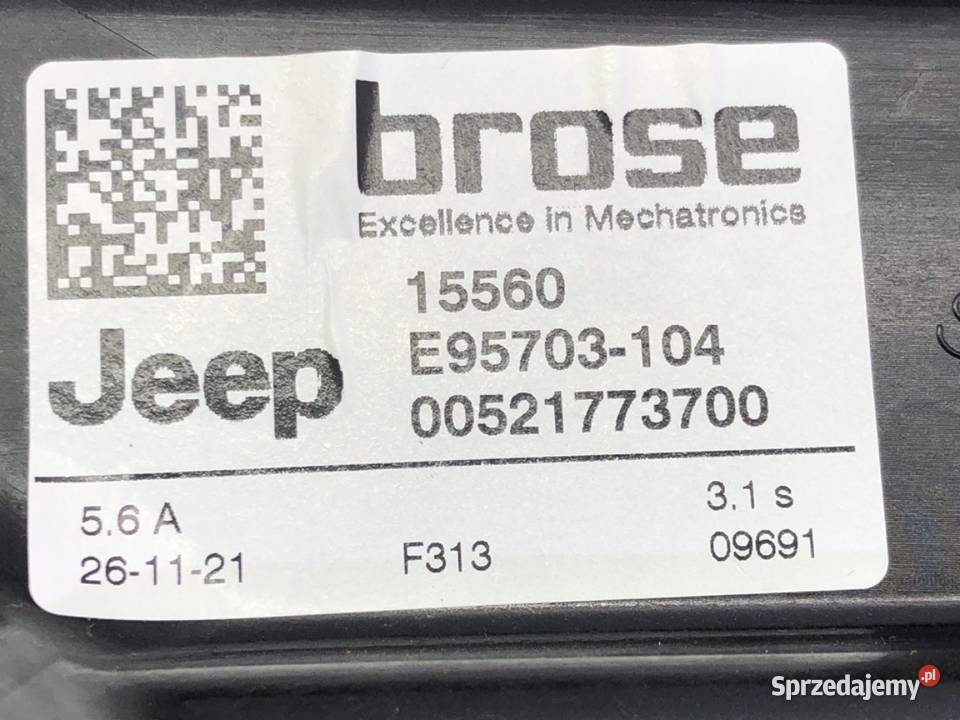 brose
Excellence in Mechatronics
15560
Jeep
E95703-104
00521773700
5.6 A
3.1 s
26-11-21
F313
09691
Sprzedajemy.pl